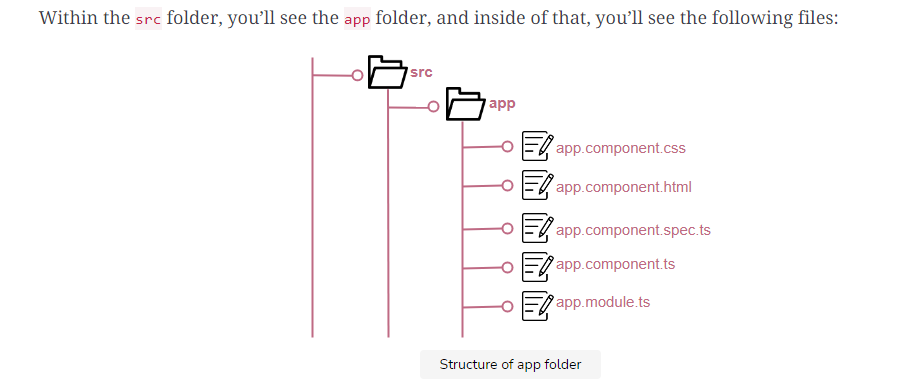 Within the src folder, you’ll see the app folder, and inside of that, you’ll see the following files:
src
app
app.component.css
app.component.html
app.component.spec.ts
app.component.ts
app.module.ts
Structure of app folder